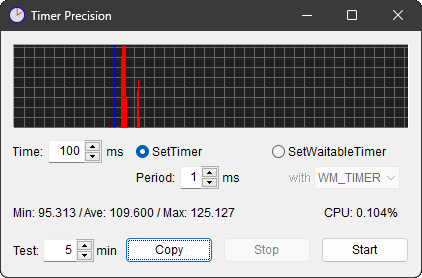 Timer Precision
Time: 100 ms SetTimer SetWaitableTimer
Period: 1 ms with WM_TIMER
Min: 95.313 / Ave: 109.600 / Max: 125.127 CPU: 0.104%
Test: 5 min Copy Stop Start